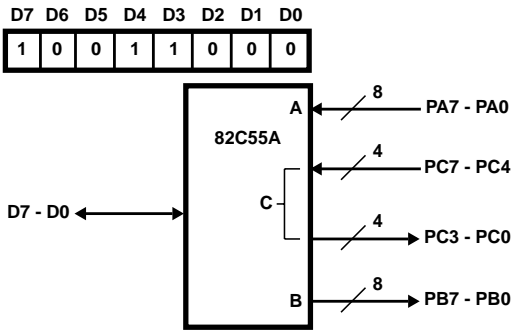 D7 D6 D5 D4 D3 D2 D1 D0
1 0 0 1 1 0 0 0
8
A PA7 - PA0
82C55A
4
PC7 - PC4
C
D7 - D0
4
PC3 - PC0
8
B PB7 - PB0